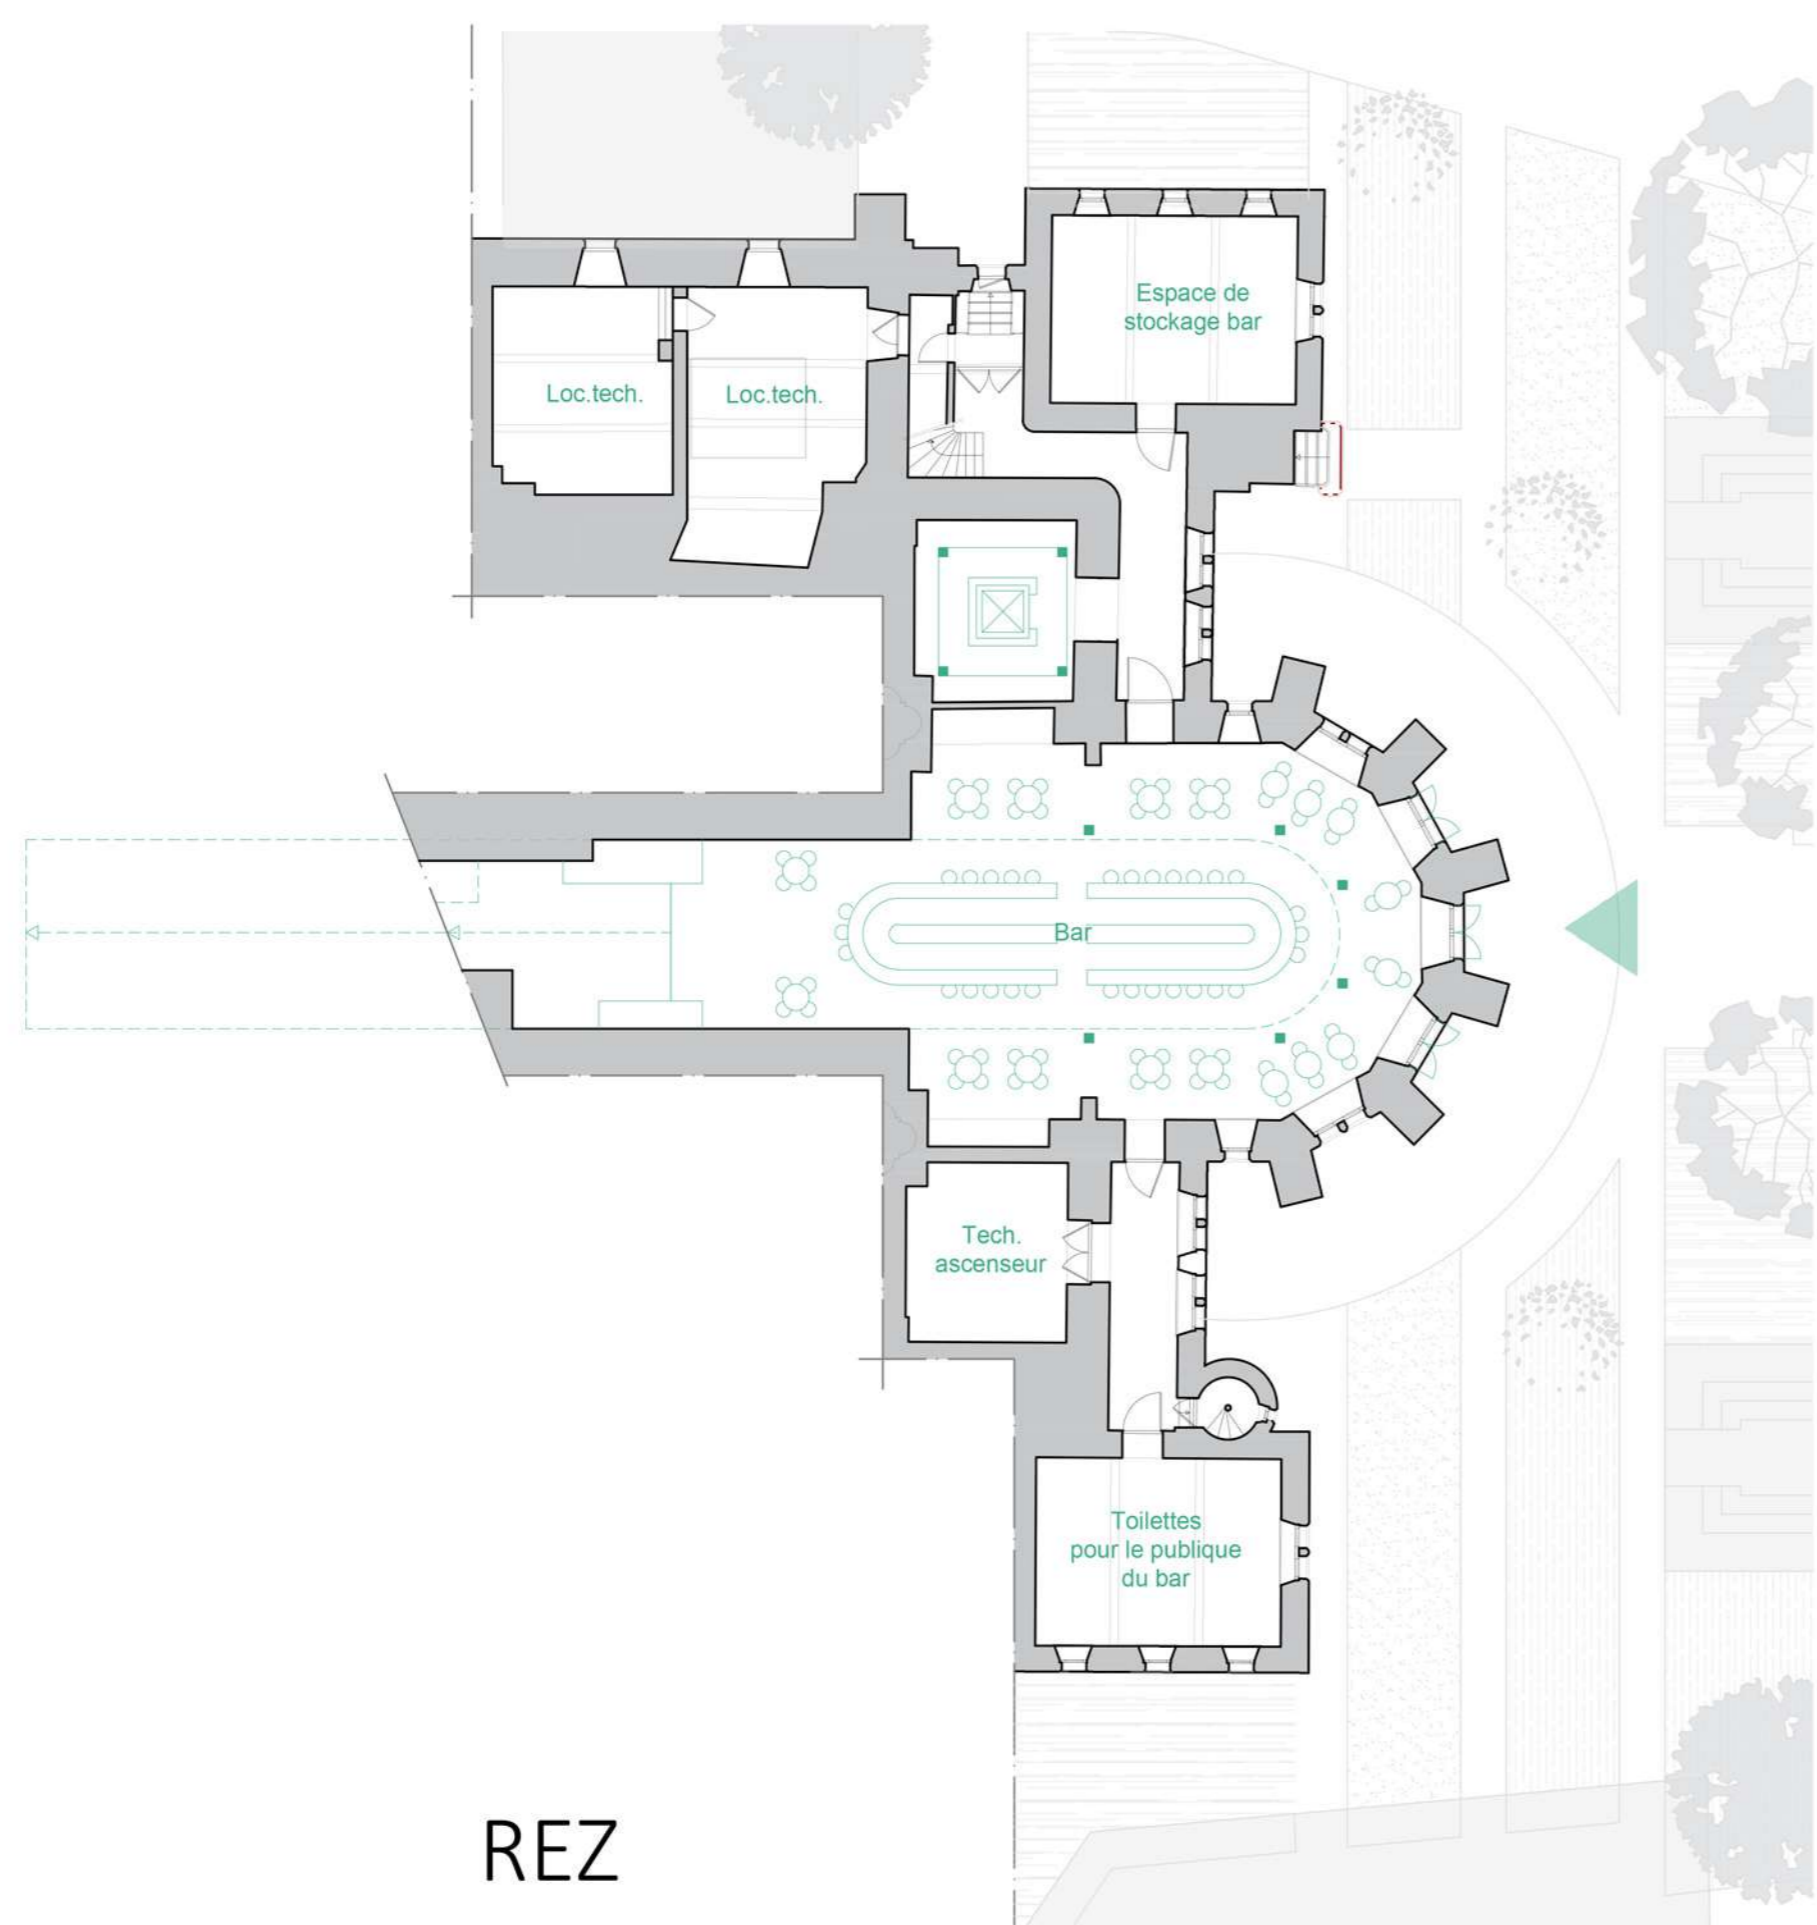 Espace de
stockage bar
Loc.tech.
Loc.tech.
Bar
Tech.
ascenseur
Toilettes
pour le publique
du bar
REZ